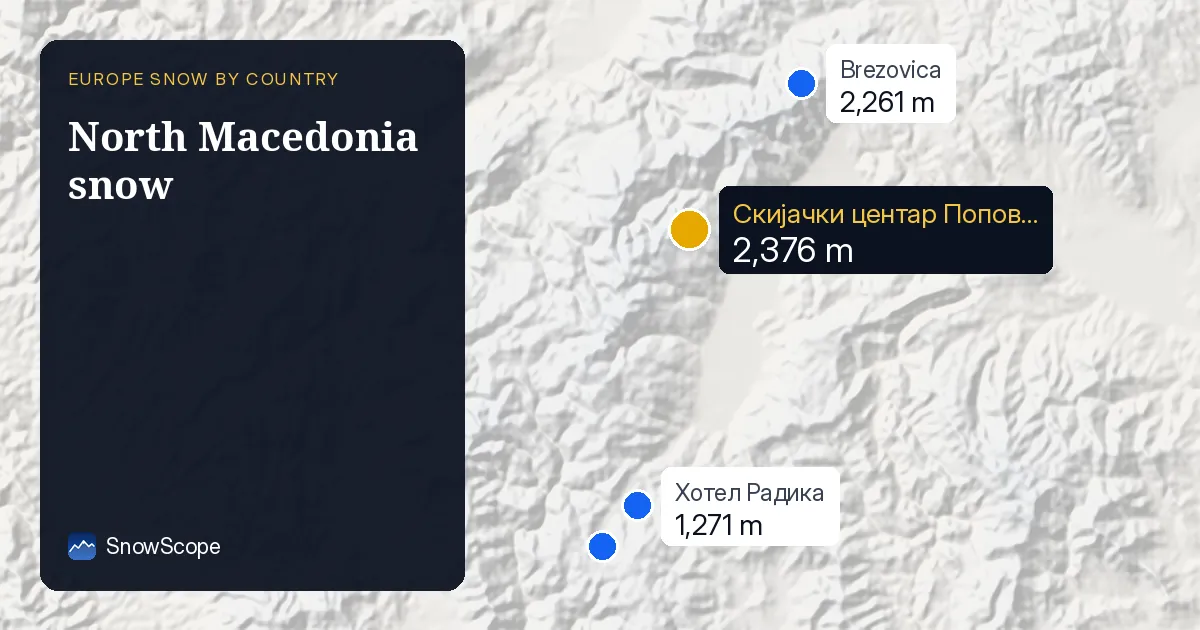 EUROPE SNOW BY COUNTRY
North Macedonia
snow
SnowScope
Brezovica
2,261 m
Скијачки центар Попов...
2,376 m
Хотел Радика
1,271 m